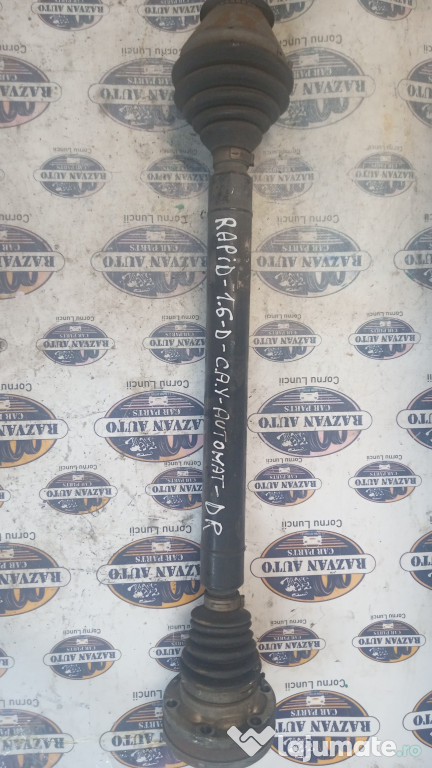 RAPID-1.6-D-CAY-AUTOMAT-DR
Cornu Luncii
CAR PARTS
RAZVAN AUTO
Lajumate.ro